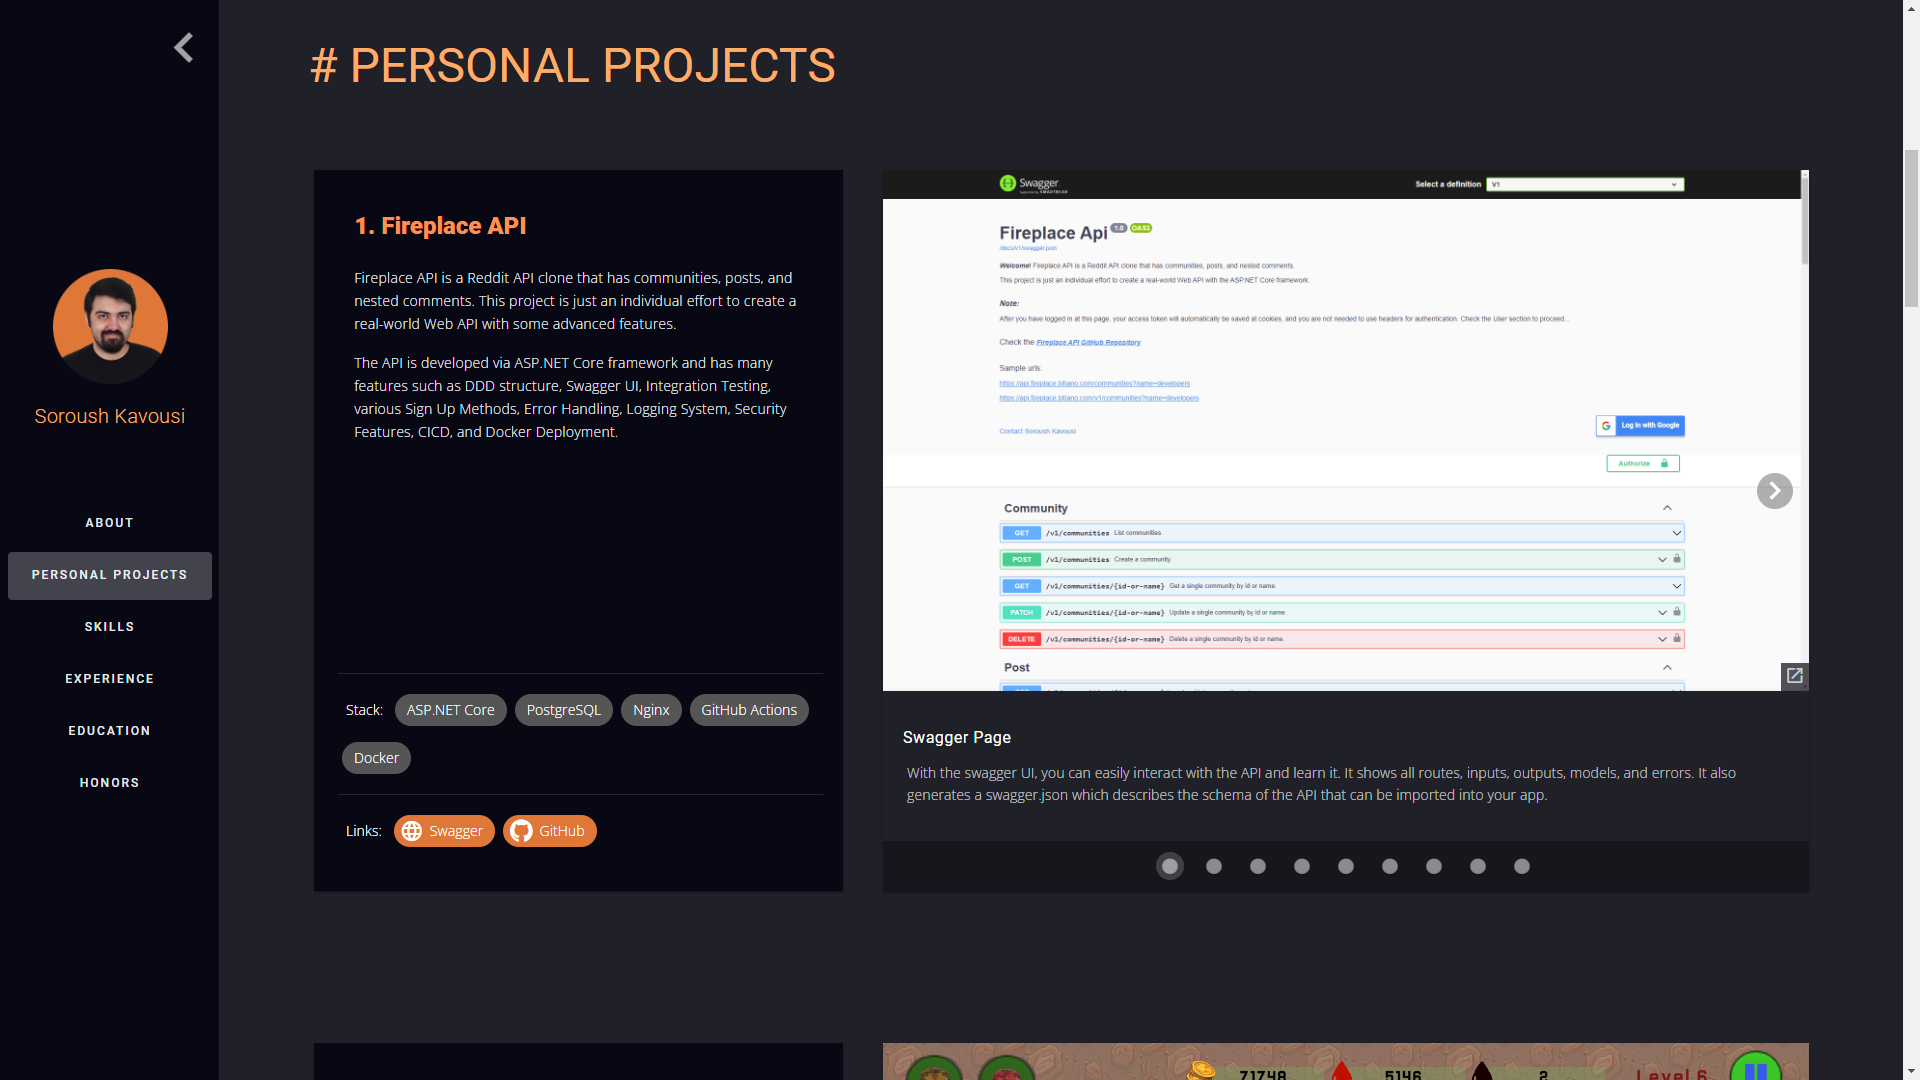 # PERSONAL PROJECTS
Soroush Kavousi
ABOUT
PERSONAL PROJECTS
SKILLS
EXPERIENCE
EDUCATION
HONORS
1. Fireplace API
Fireplace API is a Reddit API clone that has communities, posts, and
nested comments. This project is just an individual effort to create a
real-world Web API with some advanced features.
The API is developed via ASP.NET Core framework and has many
features such as DDD structure, Swagger UI, Integration Testing,
various Sign Up Methods, Error Handling, Logging System, Security
Features, CICD, and Docker Deployment.
Stack: ASP.NET Core PostgreSQL Nginx GitHub Actions
Docker
Links: Swagger GitHub
Swagger
Select a definition V1
Fireplace Api 1.0 OAS3
/docs/v1/swagger.json
Welcome! Fireplace API is a Reddit API clone that has communities, posts, and nested comments.
This project is just an individual effort to create a real-world Web API with the ASP.NET Core framework.
Note:
After you have logged in at this page, your access token will automatically be saved at cookies, and you are not needed to use headers for authentication. Check the User section to proceed...
Check the Fireplace API GitHub Repository
Sample urls:
https://api.fireplace.bitiano.com/communities?name=developers
https://api.fireplace.bitiano.com/v1/communities?name=developers
Contact Soroush Kavousi
Log in with Google
Authorize
Community
GET /v1/communities List communities.
POST /v1/communities Create a community.
GET /v1/communities/{id-or-name} Get a single community by id or name.
PATCH /v1/communities/{id-or-name} Update a single community by id or name.
DELETE /v1/communities/{id-or-name} Delete a single community by id or name.
Post
Swagger Page
With the swagger UI, you can easily interact with the API and learn it. It shows all routes, inputs, outputs, models, and errors. It also
generates a swagger.json which describes the schema of the API that can be imported into your app.
71748 5146 2 Level 6